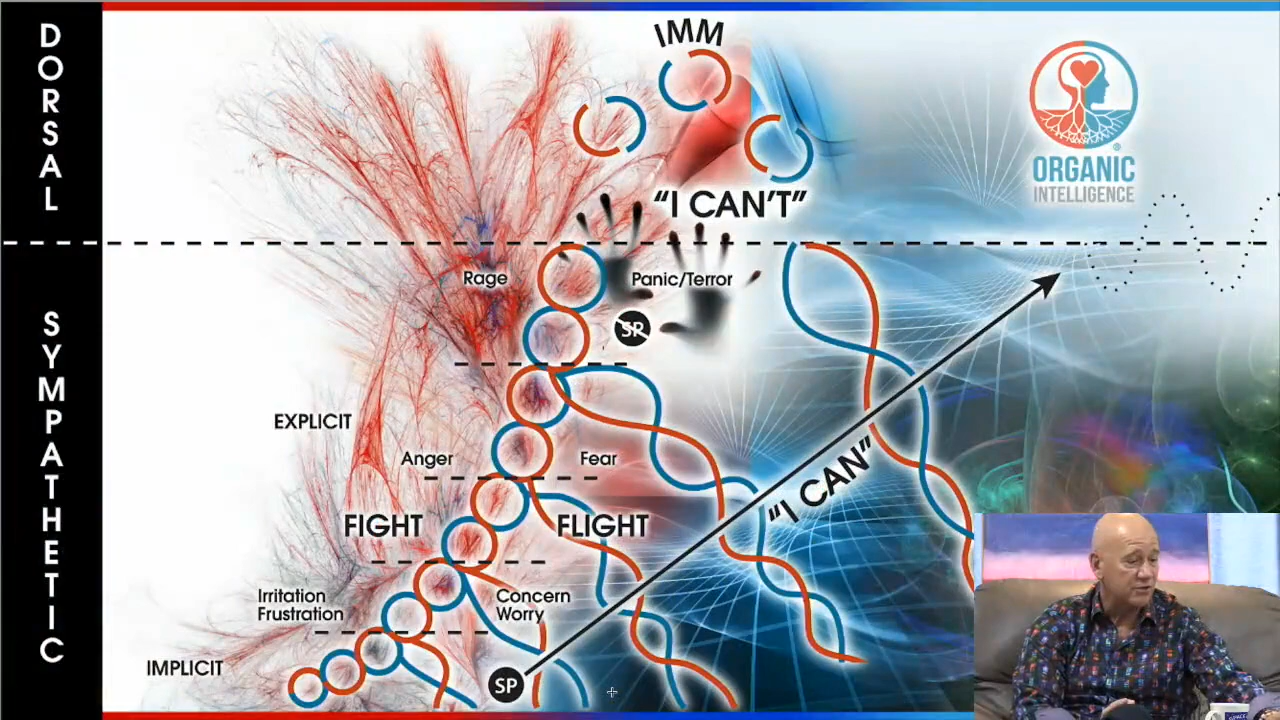 DORSAL
SYMPATHETIC
IMM
ORGANIC
INTELLIGENCE
®
"I CAN'T"
Rage
Panic/Terror
SP
EXPLICIT
Anger
Fear
"I CAN"
FIGHT
FLIGHT
Irritation
Frustration
Concern
Worry
IMPLICIT
SP